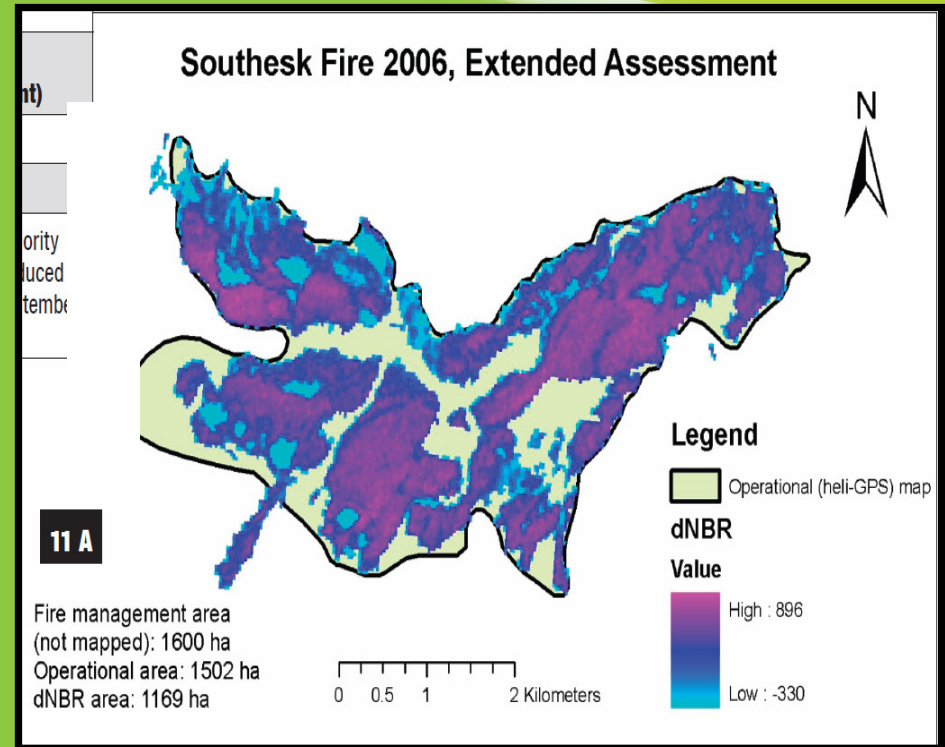 nt)
ority
duced
tembe
Southesk Fire 2006, Extended Assessment
N
Legend
Operational (heli-GPS) map
dNBR
Value
High : 896
Low : -330
11 A
Fire management area
(not mapped): 1600 ha
Operational area: 1502 ha
dNBR area: 1169 ha
0 0.5 1 2 Kilometers